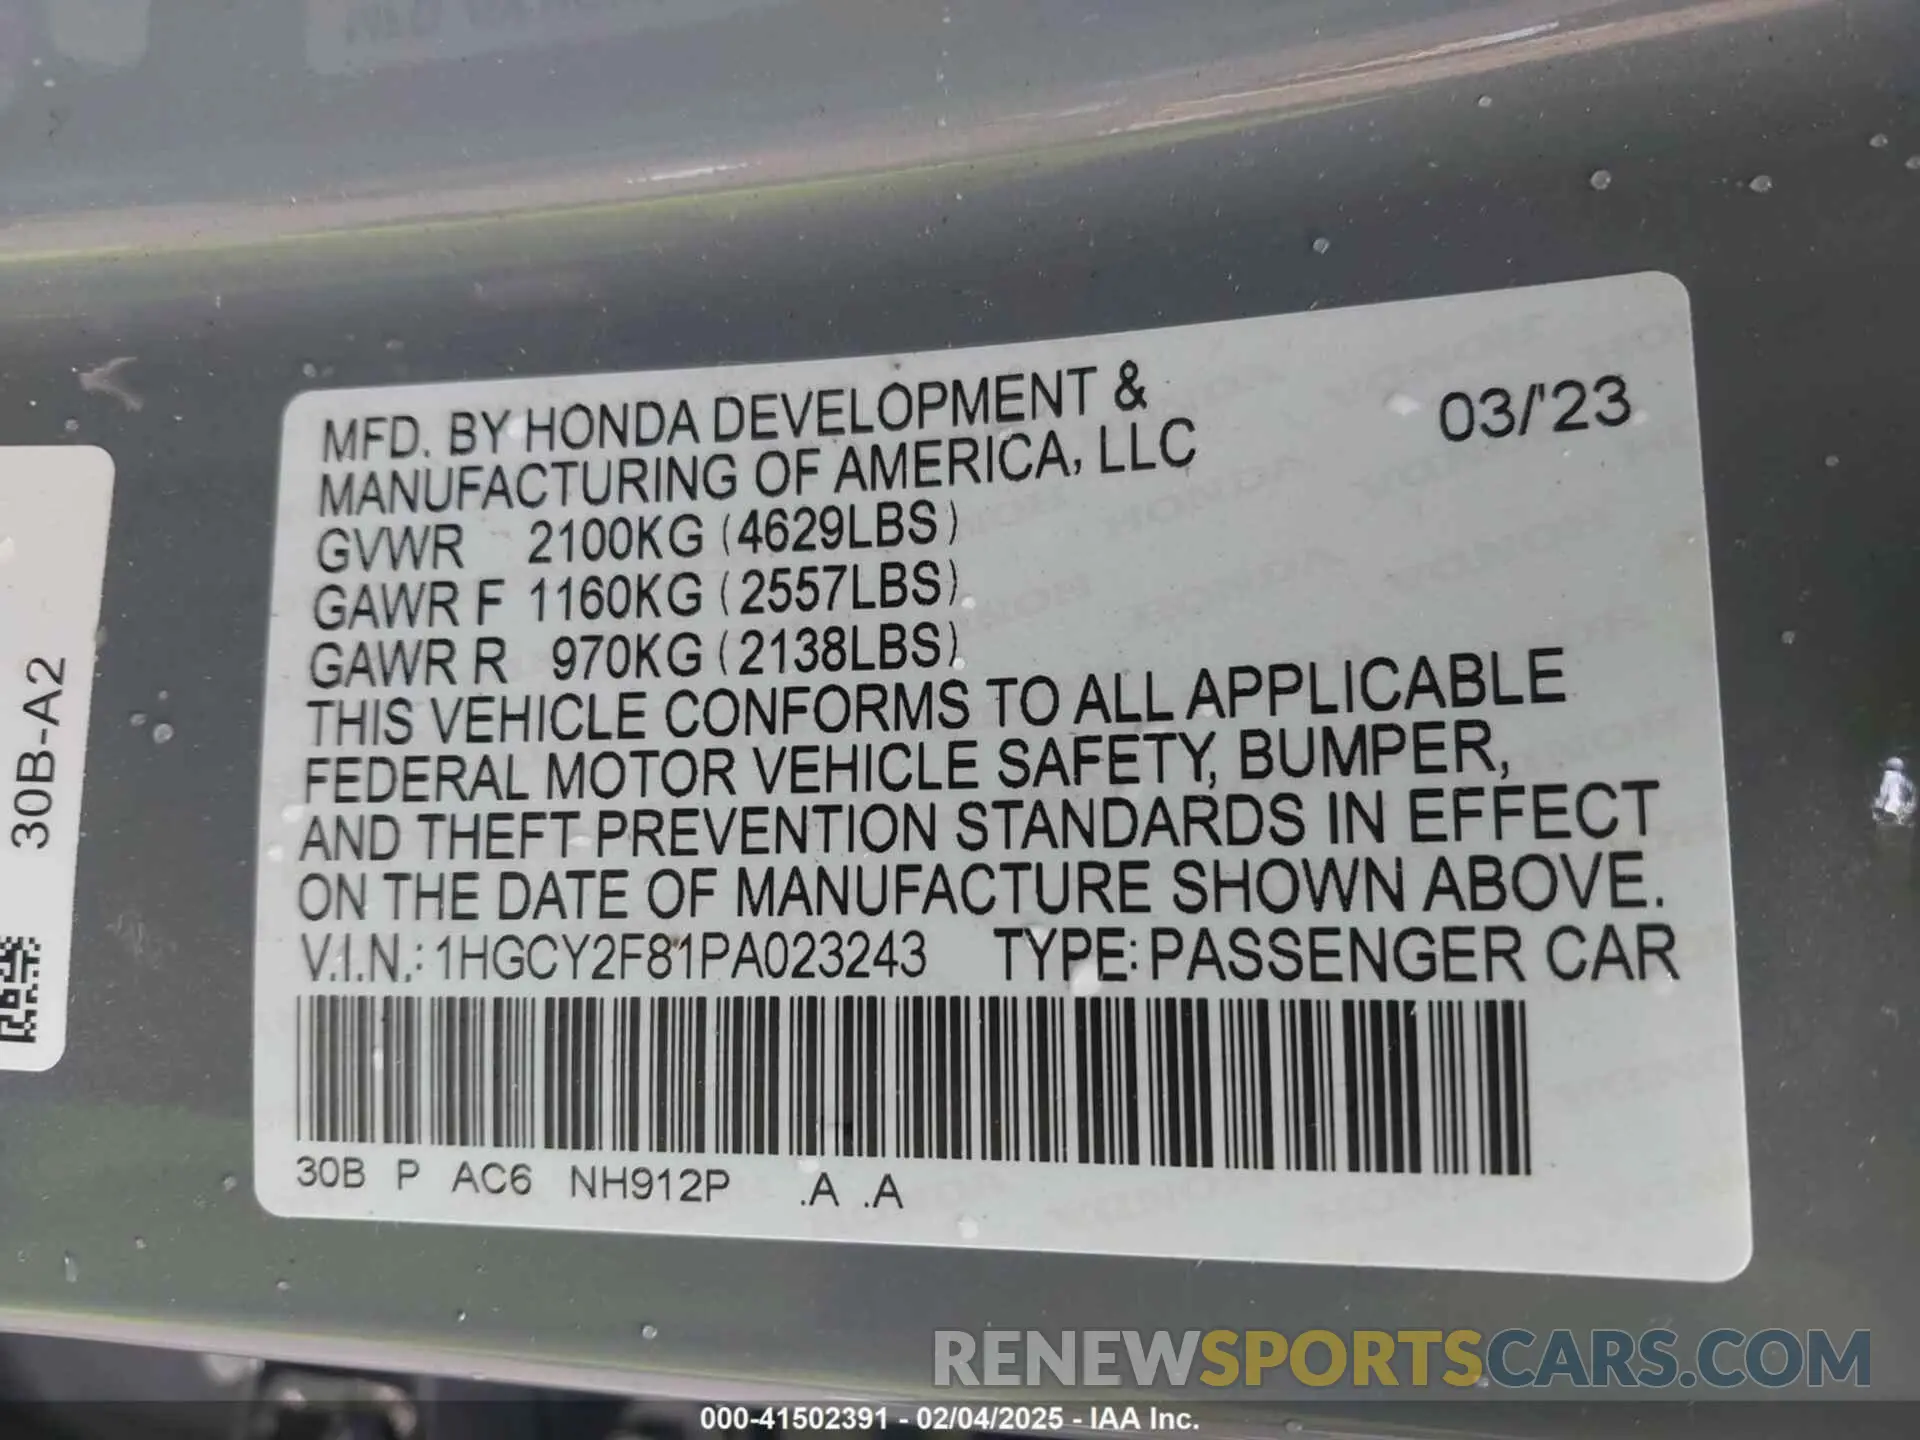 MFD. BY HONDA DEVELOPMENT &
MANUFACTURING OF AMERICA, LLC
03/'23
GVWR 2100KG (4629LBS)
GAWR F 1160KG (2557LBS)
GAWR R 970KG (2138LBS)
THIS VEHICLE CONFORMS TO ALL APPLICABLE
FEDERAL MOTOR VEHICLE SAFETY, BUMPER,
AND THEFT PREVENTION STANDARDS IN EFFECT
ON THE DATE OF MANUFACTURE SHOWN ABOVE.
V.I.N.: 1HGCY2F81PA023243 TYPE: PASSENGER CAR
30B P AC6 NH912P .A .A
30B-A2
RENEWSPORTSCARS.COM
000-41502391 - 02/04/2025 - IAA Inc.